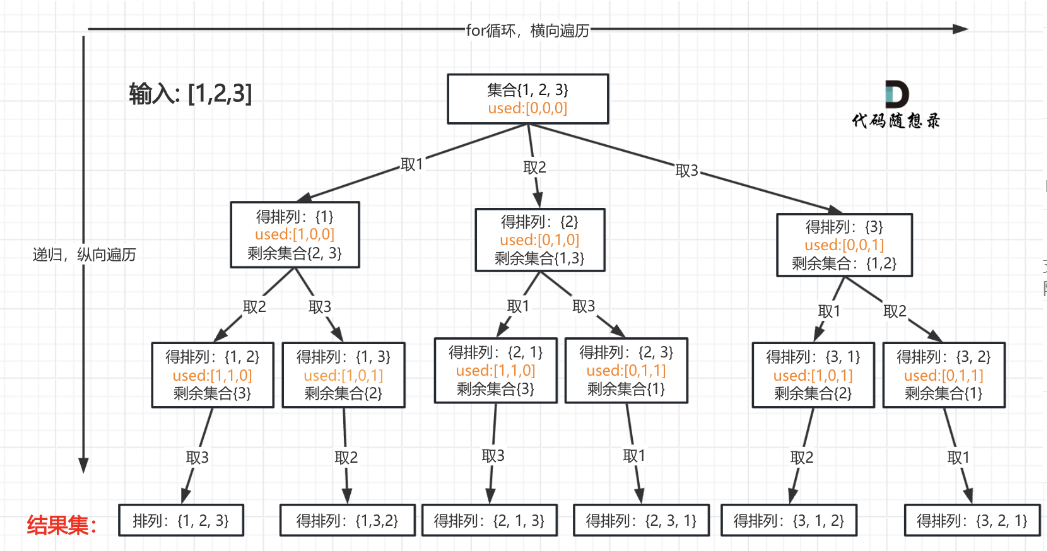 for循环，横向遍历
输入: [1,2,3]
集合{1, 2, 3}
used:[0,0,0]
代码随想录
取1
取2
取3
递归，纵向遍历
得排列：{1}
used:[1,0,0]
剩余集合{2, 3}
得排列：{2}
used:[0,1,0]
剩余集合{1,3}
得排列：{3}
used:[0,0,1]
剩余集合：{1,2}
取2
取3
取1
取3
取1
取2
得排列：{1, 2}
used:[1,1,0]
剩余集合{3}
得排列：{1, 3}
used:[1,0,1]
剩余集合{2}
得排列：{2, 1}
used:[1,1,0]
剩余集合{3}
得排列：{2, 3}
used:[0,1,1]
剩余集合{1}
得排列：{3, 1}
used:[1,0,1]
剩余集合{2}
得排列：{3, 2}
used:[0,1,1]
剩余集合{1}
取3
取2
取3
取1
取2
取1
结果集：
排列：{1, 2, 3}
得排列：{1,3,2}
得排列：{2, 1, 3}
得排列：{2, 3, 1}
得排列：{3, 1, 2}
得排列：{3, 2, 1}